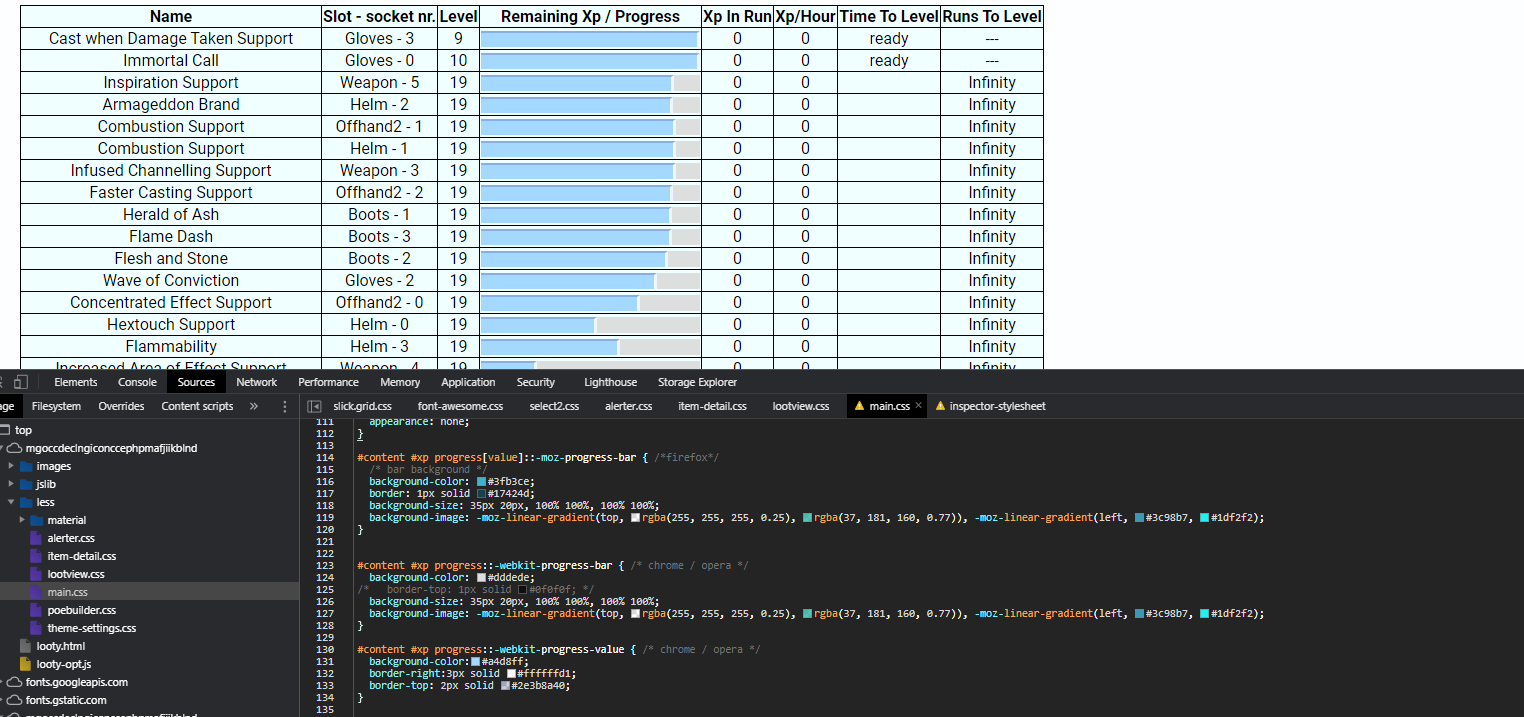 Name Slot - socket nr. Level Remaining Xp / Progress Xp In Run Xp/Hour Time To Level Runs To Level
Cast when Damage Taken Support Gloves - 3 9 0 0 ready ---
Immortal Call Gloves - 0 10 0 0 ready ---
Inspiration Support Weapon - 5 19 0 0 Infinity
Armageddon Brand Helm - 2 19 0 0 Infinity
Combustion Support Offhand2 - 1 19 0 0 Infinity
Combustion Support Helm - 1 19 0 0 Infinity
Infused Channelling Support Weapon - 3 19 0 0 Infinity
Faster Casting Support Offhand2 - 2 19 0 0 Infinity
Herald of Ash Boots - 1 19 0 0 Infinity
Flame Dash Boots - 3 19 0 0 Infinity
Flesh and Stone Boots - 2 19 0 0 Infinity
Wave of Conviction Gloves - 2 19 0 0 Infinity
Concentrated Effect Support Offhand2 - 0 19 0 0 Infinity
Hextouch Support Helm - 0 19 0 0 Infinity
Flammability Helm - 3 19 0 0 Infinity
Increased Area of Effect Support Weapon - 4 19 0 0 Infinity
Elements Console Sources Network Performance Memory Application Security Lighthouse Storage Explorer
age Filesystem Overrides Content scripts » slick.grid.css font-awesome.css select2.css alerter.css item-detail.css lootview.css main.css × inspector-stylesheet
top
mgoccdeclngiconccephpmafjiikblnd
images
jslib
less
material
alerter.css
item-detail.css
lootview.css
main.css
poebuilder.css
theme-settings.css
looty.html
looty-opt.js
fonts.googleapis.com
fonts.gstatic.com
mgoccdeclngiconccephpmafjiikblnd
111 appearance: none;
112 }
113
114 #content #xp progress[value]::-moz-progress-bar { /*firefox*/
115 /* bar background */
116 background-color: #3fb3ce;
117 border: 1px solid #17424d;
118 background-size: 35px 20px, 100% 100%, 100% 100%;
119 background-image: -moz-linear-gradient(top, rgba(255, 255, 255, 0.25), rgba(37, 181, 160, 0.77)), -moz-linear-gradient(left, #3c98b7, #1df2f2);
120 }
121
122
123 #content #xp progress::-webkit-progress-bar { /* chrome / opera */
124 background-color: #dddede;
125 /* border-top: 1px solid #0f0f0f; */
126 background-size: 35px 20px, 100% 100%, 100% 100%;
127 background-image: -moz-linear-gradient(top, rgba(255, 255, 255, 0.25), rgba(37, 181, 160, 0.77)), -moz-linear-gradient(left, #3c98b7, #1df2f2);
128 }
129
130 #content #xp progress::-webkit-progress-value { /* chrome / opera */
131 background-color: #a4d8ff;
132 border-right:3px solid #ffffffd1;
133 border-top: 2px solid #2e3b8a40;
134 }
135